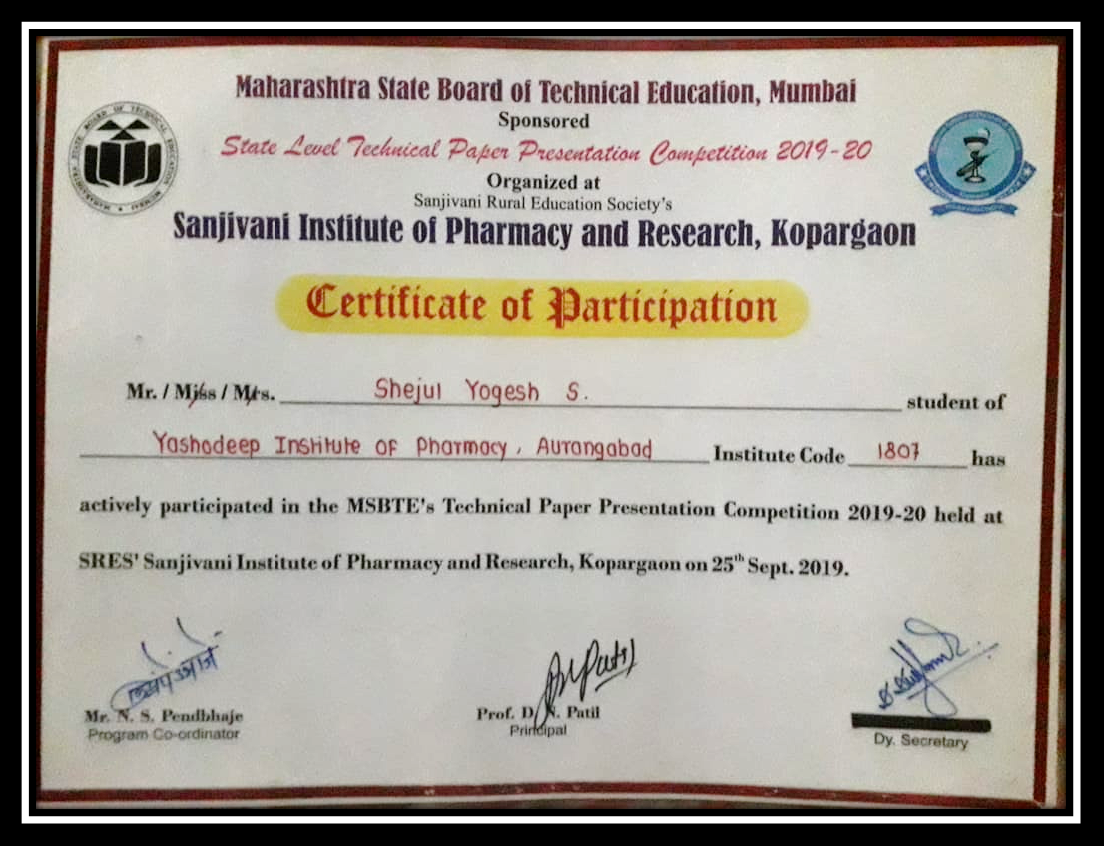 Maharashtra State Board of Technical Education, Mumbai
Sponsored
State Level Technical Paper Presentation Competition 2019-20
Organized at
Sanjivani Rural Education Society's
Sanjivani Institute of Pharmacy and Research, Kopargaon
Certificate of Participation
Mr. / Miss / Mrs. Shejul Yogesh S. student of
Yashodeep Institute of Pharmacy, Aurangabad Institute Code 1807 has
actively participated in the MSBTE's Technical Paper Presentation Competition 2019-20 held at
SRES' Sanjivani Institute of Pharmacy and Research, Kopargaon on 25th Sept. 2019.
Mr. N. S. Pendbhaje
Program Co-ordinator
Prof. D. N. Patil
Principal
Dy. Secretary